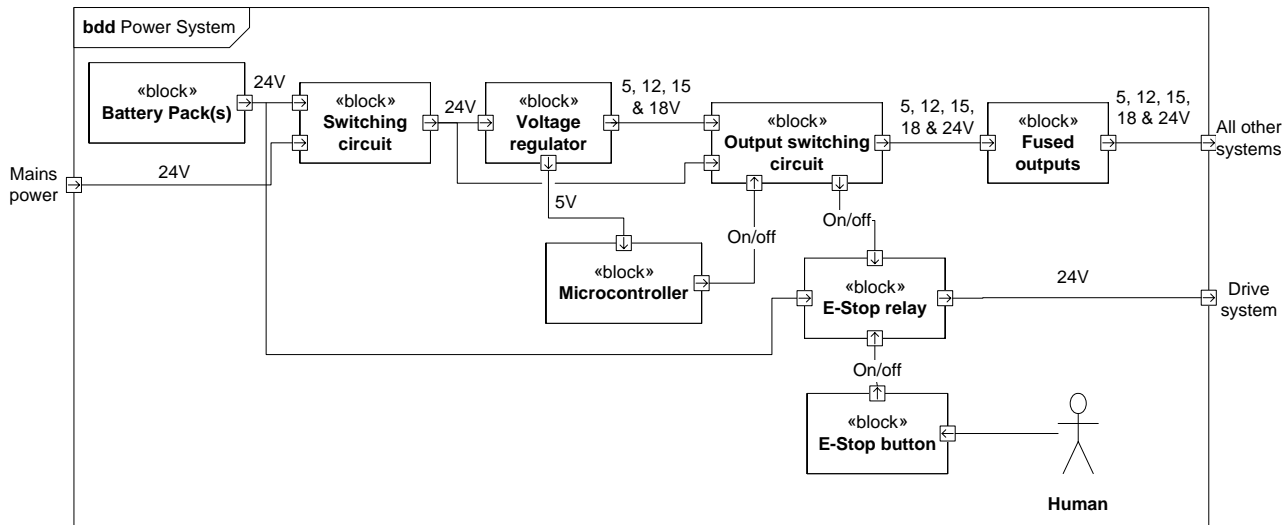 bdd Power System
«block»
Battery Pack(s)
24V
«block»
Switching
circuit
24V
«block»
Voltage
regulator
5, 12, 15
& 18V
«block»
Output switching
circuit
5, 12, 15,
18 & 24V
«block»
Fused
outputs
5, 12, 15,
18 & 24V
All other
systems
Mains
power
24V
5V
On/off
On/off
«block»
Microcontroller
«block»
E-Stop relay
24V
Drive
system
On/off
«block»
E-Stop button
Human